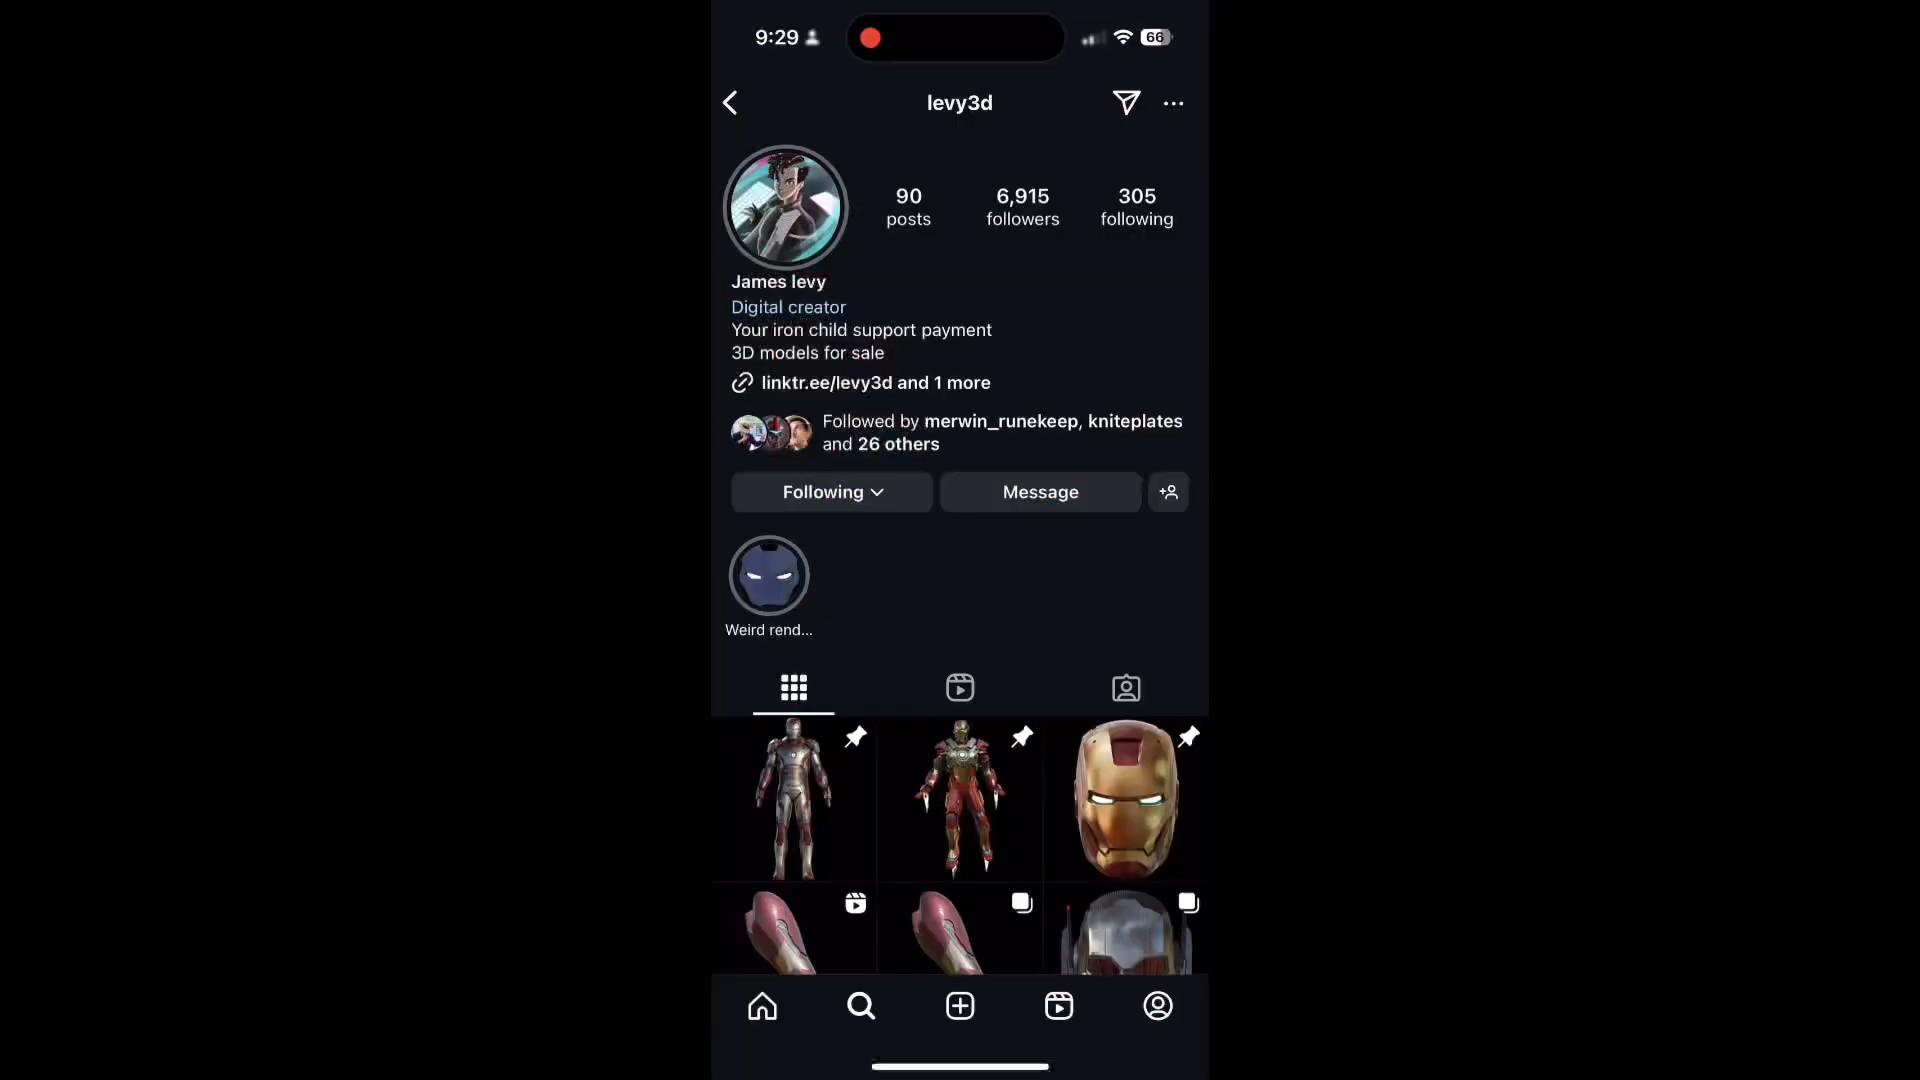 9:29
66
levy3d
90
posts
6,915
followers
305
following
James levy
Digital creator
Your iron child support payment
3D models for sale
linktr.ee/levy3d and 1 more
Followed by merwin_runekeep, kniteplates
and 26 others
Following
Message
Weird rend...